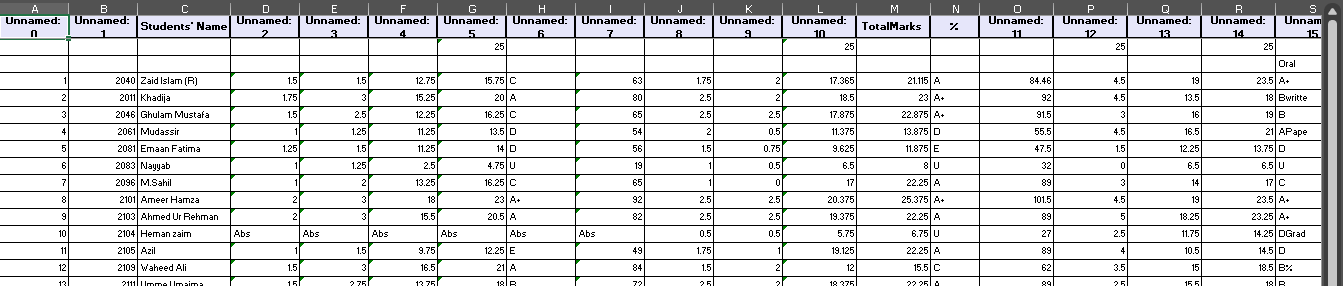 A B C D E F G H I J K L M N O P Q R S
Unnamed: 0 Unnamed: 1 Students' Name Unnamed: 2 Unnamed: 3 Unnamed: 4 Unnamed: 5 Unnamed: 6 Unnamed: 7 Unnamed: 8 Unnamed: 9 Unnamed: 10 TotalMarks % Unnamed: 11 Unnamed: 12 Unnamed: 13 Unnamed: 14 Unnam 15
25 25 25 25
Oral
1 2040 Zaid Islam (R) 1.5 1.5 12.75 15.75 C 63 1.75 2 17.365 21.115 A 84.46 4.5 19 23.5 A+
2 2011 Khadija 1.75 3 15.25 20 A 80 2.5 2 18.5 23 A+ 92 4.5 13.5 18 Bwritte
3 2046 Ghulam Mustafa 1.5 2.5 12.25 16.25 C 65 2.5 2.5 17.875 22.875 A+ 91.5 3 16 19 B
4 2061 Mudassir 1 1.25 11.25 13.5 D 54 2 0.5 11.375 13.875 D 55.5 4.5 16.5 21 APape
5 2081 Emaan Fatima 1.25 1.5 11.25 14 D 56 1.5 0.75 9.625 11.875 E 47.5 1.5 12.25 13.75 D
6 2083 Nayyab 1 1.25 2.5 4.75 U 19 1 0.5 6.5 8 U 32 0 6.5 6.5 U
7 2096 M.Sahil 1 2 13.25 16.25 C 65 1 0 17 22.25 A 89 3 14 17 C
8 2101 Ameer Hamza 2 3 18 23 A+ 92 2.5 2.5 20.375 25.375 A+ 101.5 4.5 19 23.5 A+
9 2103 Ahmed Ur Rehman 2 3 15.5 20.5 A 82 2.5 2.5 19.375 22.25 A 89 5 18.25 23.25 A+
10 2104 Heman zaim Abs Abs Abs Abs Abs Abs 0.5 0.5 5.75 6.75 U 27 2.5 11.75 14.25 DGrad
11 2105 Azil 1 1.5 9.75 12.25 E 49 1.75 1 19.125 22.25 A 89 4 10.5 14.5 D
12 2109 Waheed Ali 1.5 3 16.5 21 A 84 1.5 2 12 15.5 C 62 3.5 15 18.5 B%
13 2111 Umme Umaima 1.5 2.75 13.75 18 B 72 2.5 2 18.375 22.25 A 89 2.5 15.5 18 B